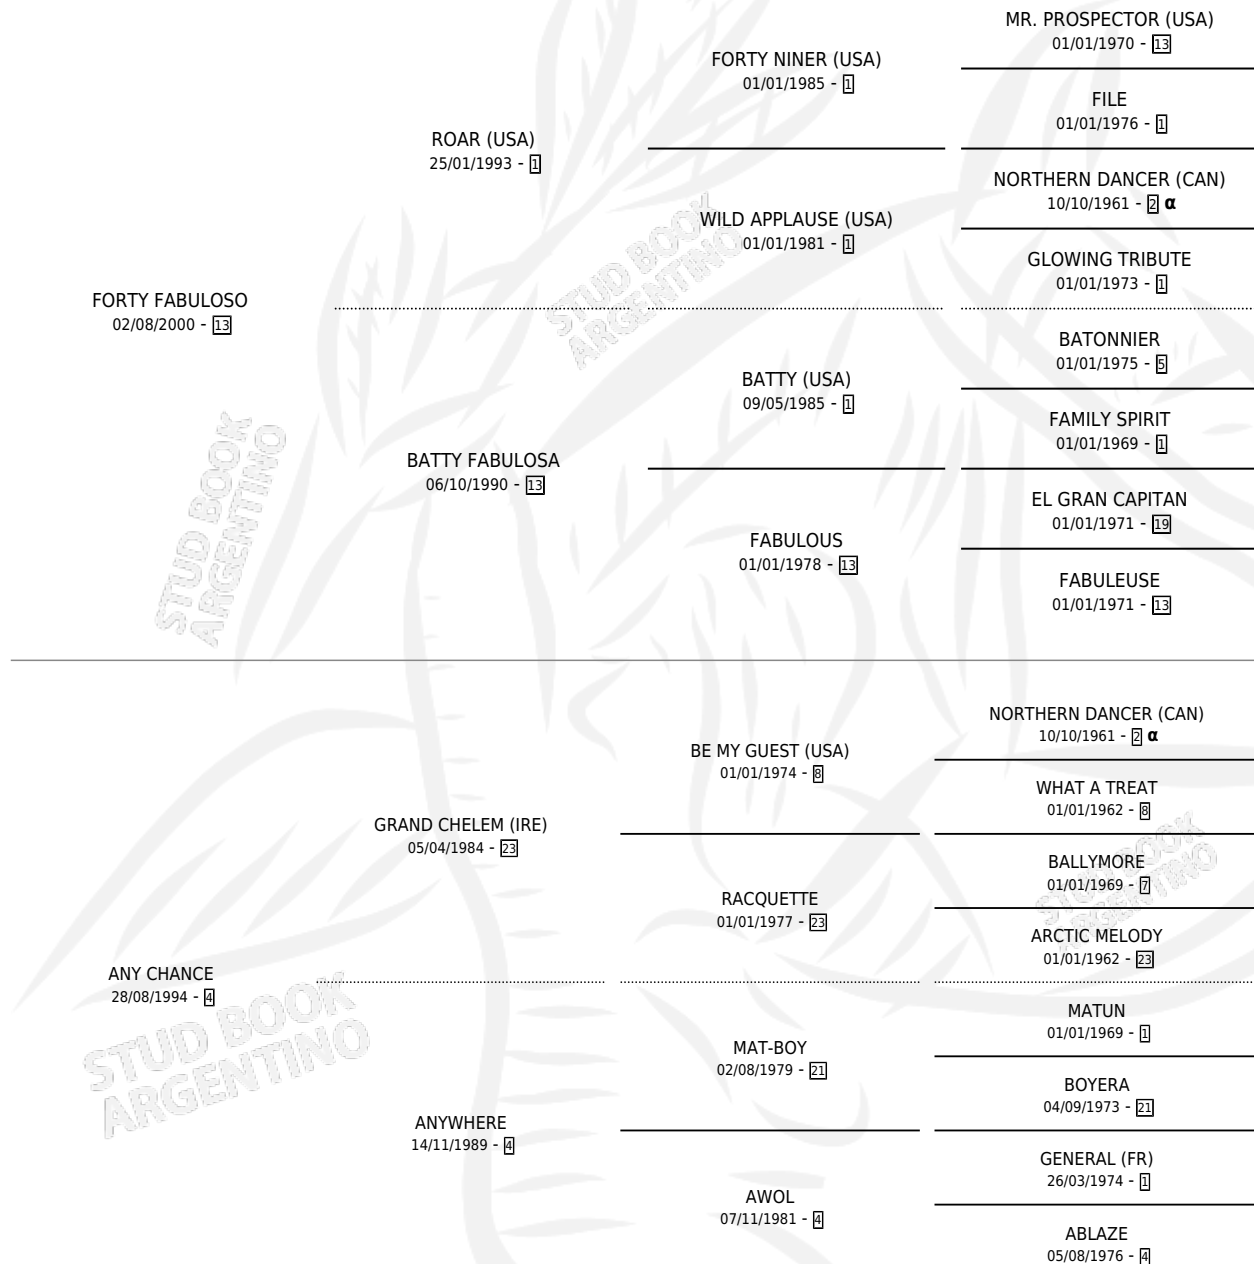 MR. PROSPECTOR (USA)
01/01/1970 - 13
FORTY NINER (USA)
01/01/1985 - 1
FILE
01/01/1976 - 1
ROAR (USA)
25/01/1993 - 1
NORTHERN DANCER (CAN)
10/10/1961 - 2 α
WILD APPLAUSE (USA)
01/01/1981 - 1
GLOWING TRIBUTE
01/01/1973 - 1
FORTY FABULOSO
02/08/2000 - 13
BATONNIER
01/01/1975 - 5
BATTY (USA)
09/05/1985 - 1
FAMILY SPIRIT
01/01/1969 - 1
BATTY FABULOSA
06/10/1990 - 13
EL GRAN CAPITAN
01/01/1971 - 19
FABULOUS
01/01/1978 - 13
FABULEUSE
01/01/1971 - 13
STUD BOOK
ARGENTINO
STUD BOOK
ARGENTINO
NORTHERN DANCER (CAN)
10/10/1961 - 2 α
BE MY GUEST (USA)
01/01/1974 - 8
WHAT A TREAT
01/01/1962 - 8
GRAND CHELEM (IRE)
05/04/1984 - 23
BALLYMORE
01/01/1969 - 7
RACQUETTE
01/01/1977 - 23
ARCTIC MELODY
01/01/1962 - 23
ANY CHANCE
28/08/1994 - 4
MATUN
01/01/1969 - 1
MAT-BOY
02/08/1979 - 21
BOYERA
04/09/1973 - 21
ANYWHERE
14/11/1989 - 4
GENERAL (FR)
26/03/1974 - 1
AWOL
07/11/1981 - 4
ABLAZE
05/08/1976 - 4
STUD BOOK
ARGENTINO
STUD BOOK
ARGENTINO